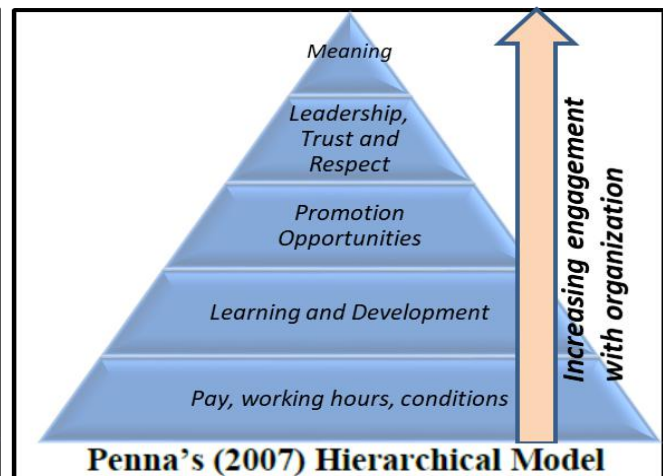 Meaning
Leadership,
Trust and
Respect
Promotion
Opportunities
Learning and Development
Pay, working hours, conditions
Increasing engagement
with organization
Penna's (2007) Hierarchical Model